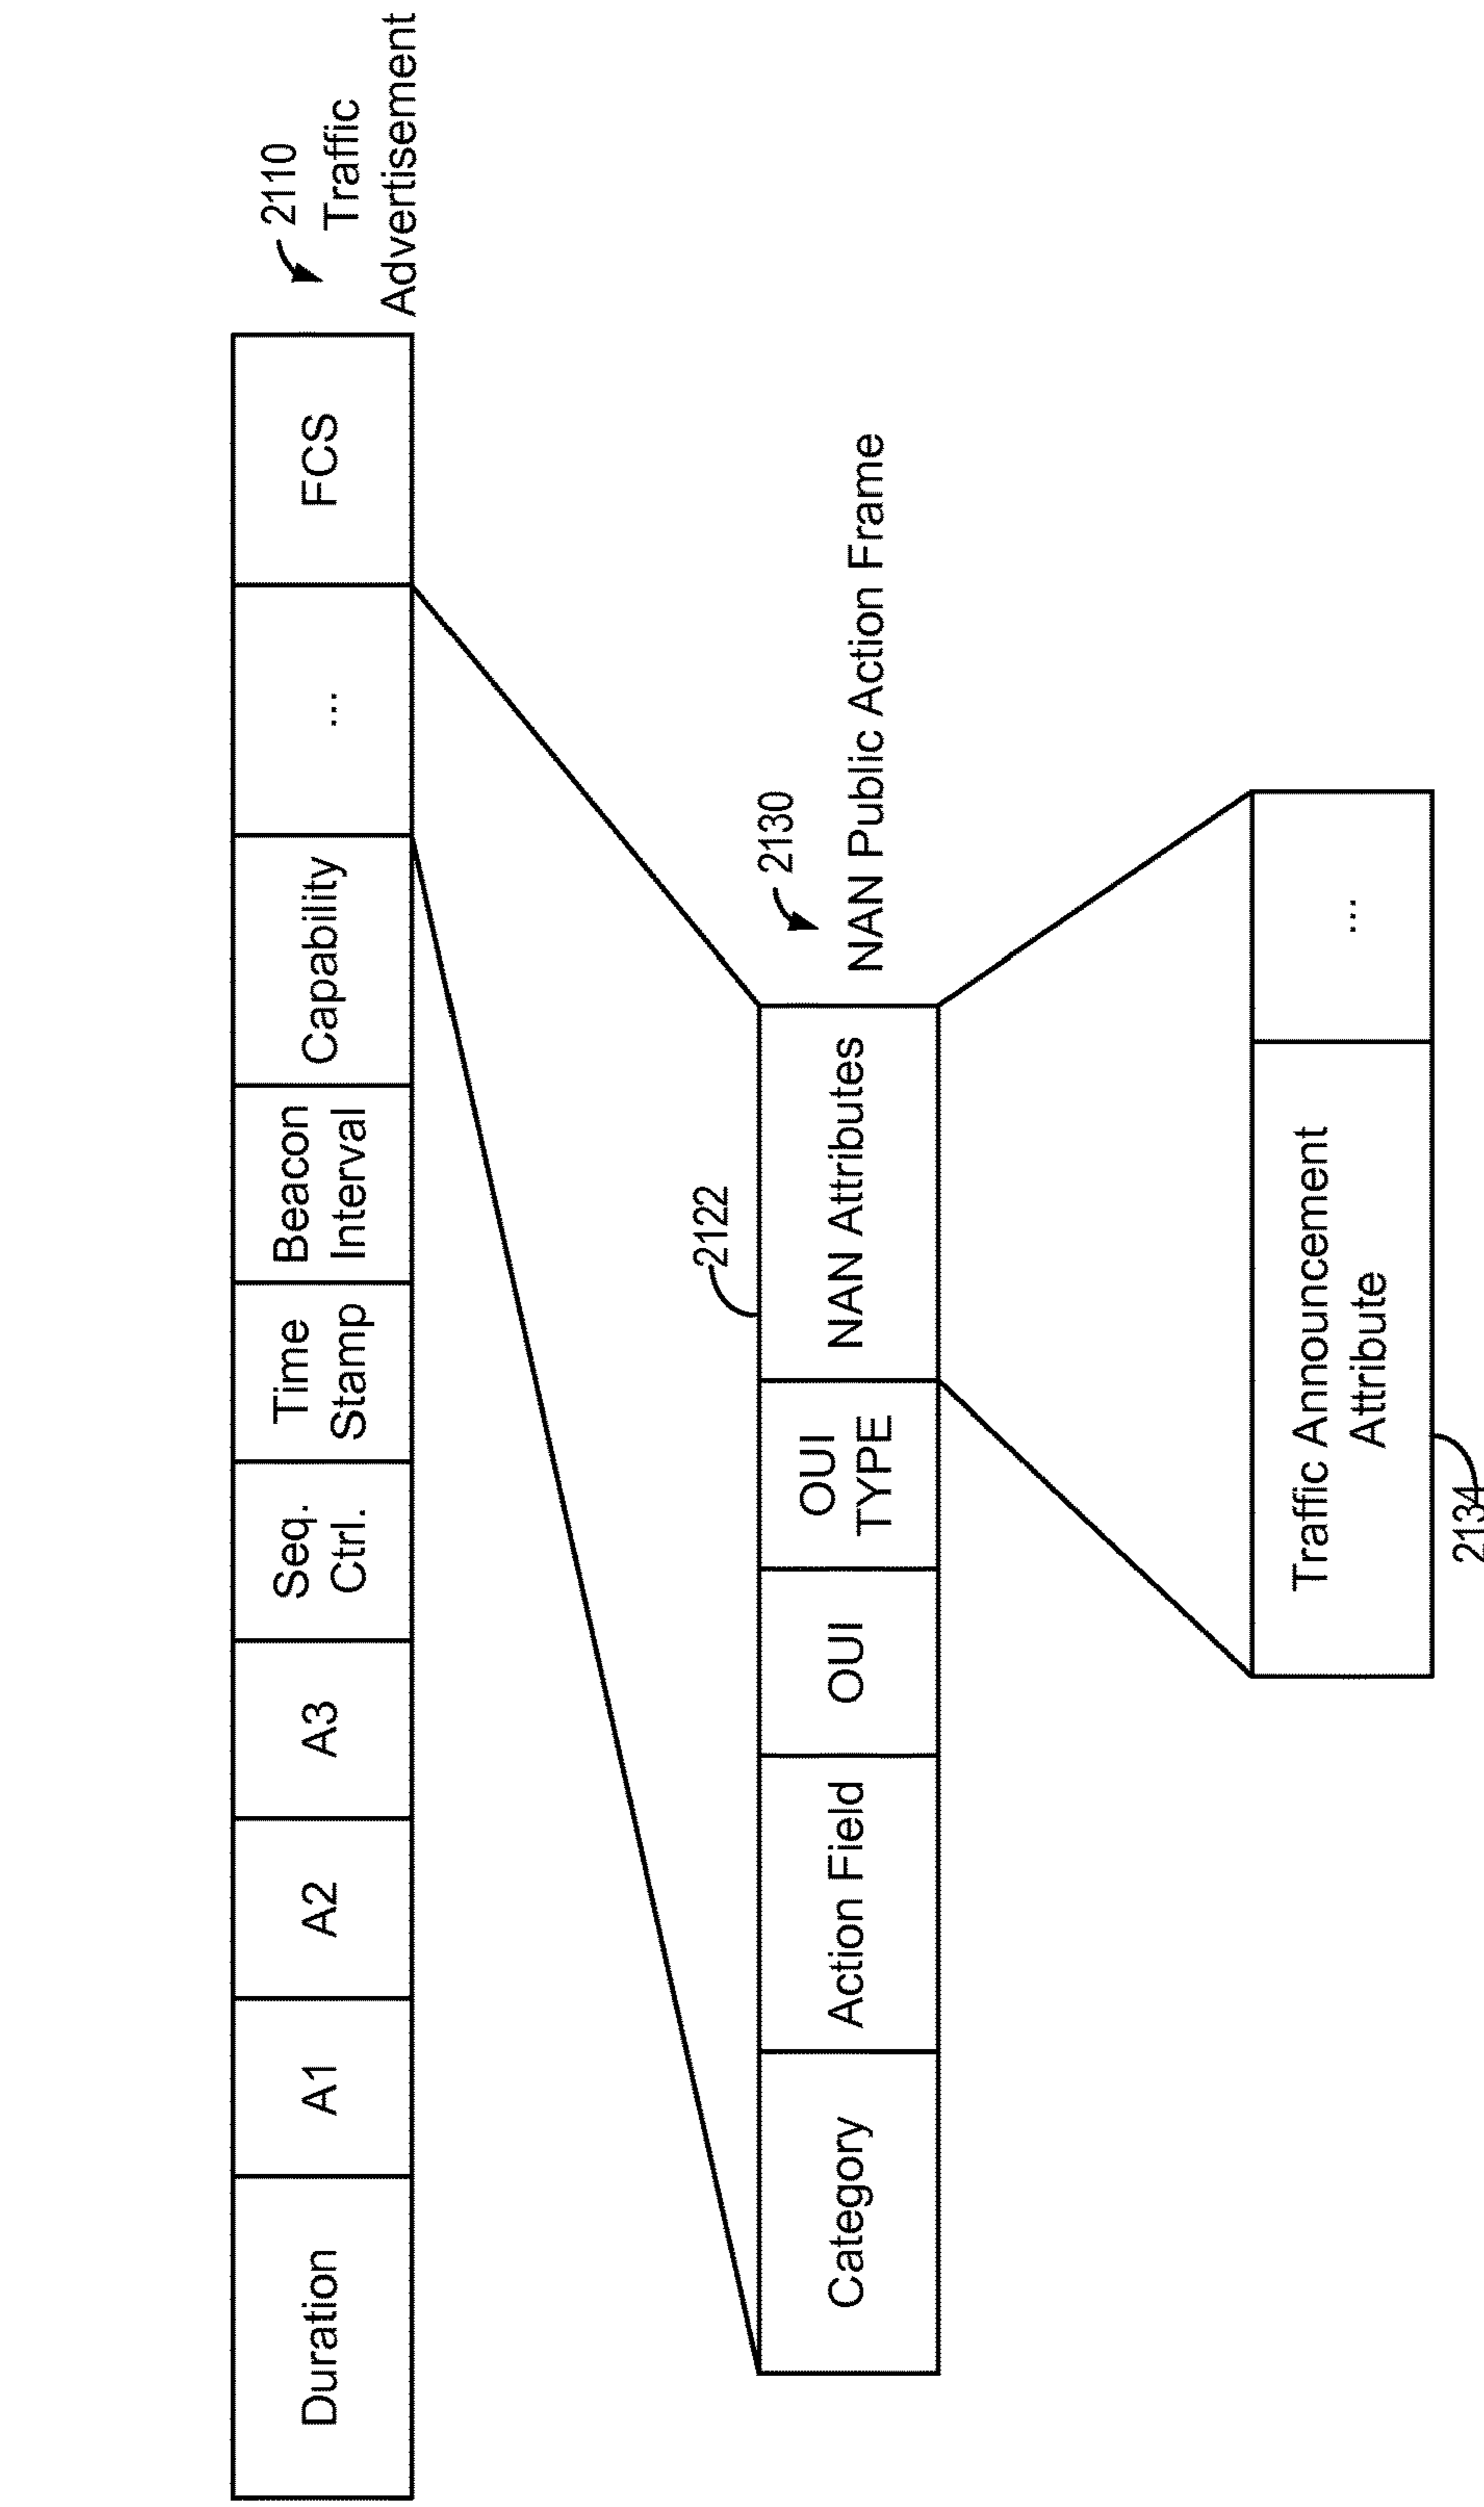 2110
Traffic
Advertisement
Duration
A1
A2
A3
Seq.
Ctrl.
Time
Stamp
Beacon
Interval
Capability
...
FCS
2130
NAN Public Action Frame
2122
Category
Action Field
OUI
OUI
TYPE
NAN Attributes
Traffic Announcement
Attribute
...
2134